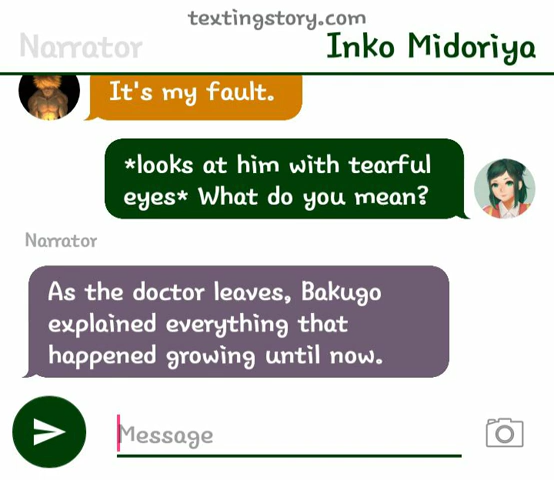 textingstory.com
Narrator
Inko Midoriya
It's my fault.
*looks at him with tearful
eyes* What do you mean?
Narrator
As the doctor leaves, Bakugo
explained everything that
happened growing until now.
Message